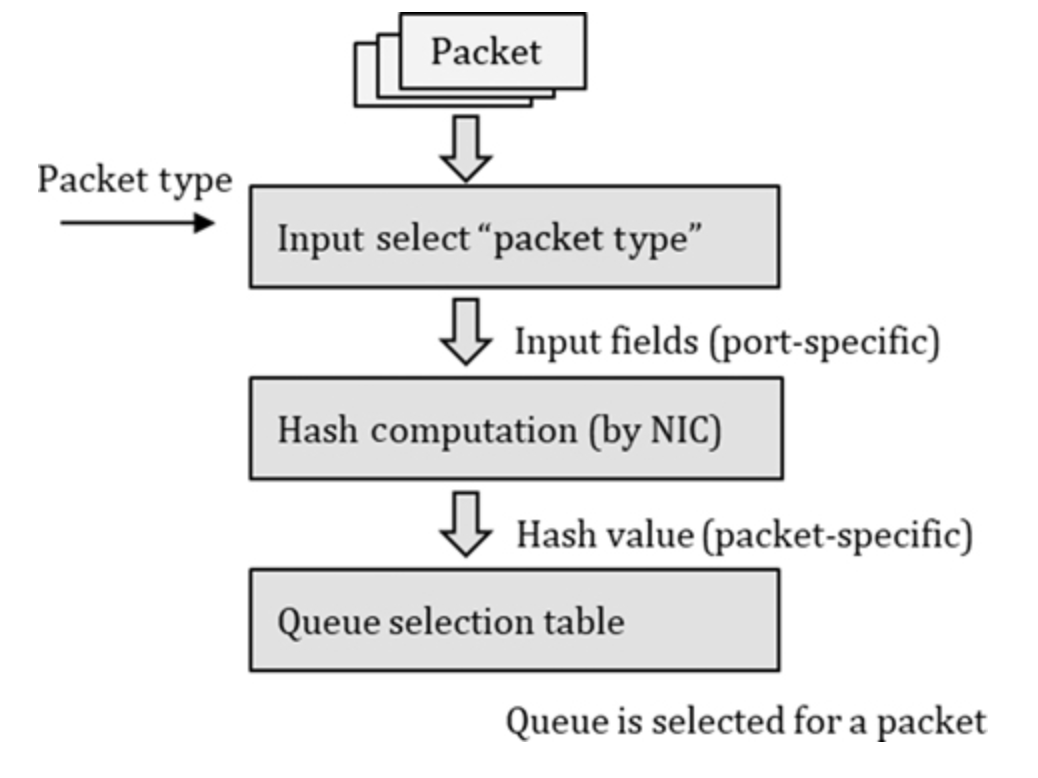 Packet
Packet type
Input select “packet type”
Input fields (port-specific)
Hash computation (by NIC)
Hash value (packet-specific)
Queue selection table
Queue is selected for a packet